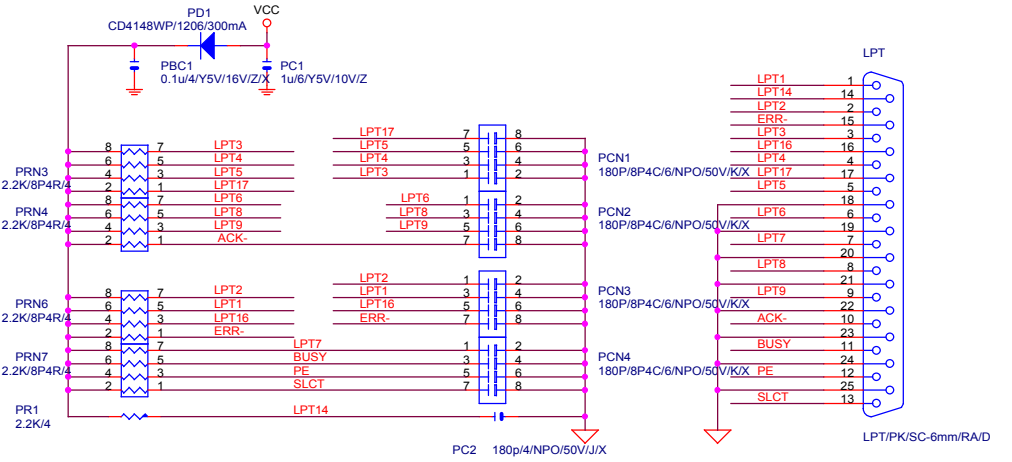 PD1
CD4148WP/1206/300mA
VCC
PBC1
0.1u/4/Y5V/16V/Z/X
PC1
1u/6/Y5V/10V/Z
8 7 LPT3
6 5 LPT4
4 3 LPT5
2 1 LPT17
PRN3
2.2K/8P4R/4
8 7 LPT6
6 5 LPT8
4 3 LPT9
2 1 ACK-
PRN4
2.2K/8P4R/4
8 7 LPT2
6 5 LPT1
4 3 LPT16
2 1 ERR-
PRN6
2.2K/8P4R/4
8 7 LPT7
6 5 BUSY
4 3 PE
2 1 SLCT
PRN7
2.2K/8P4R/4
PR1
2.2K/4
LPT14
LPT17 7 8
LPT5 5 6
LPT4 3 4
LPT3 1 2
PCN1
180P/8P4C/6/NPO/50V/K/X
LPT6 1 2
LPT8 3 4
LPT9 5 6
7 8
PCN2
180P/8P4C/6/NPO/50V/K/X
LPT2 1 2
LPT1 3 4
LPT16 5 6
ERR- 7 8
PCN3
180P/8P4C/6/NPO/50V/K/X
1 2
3 4
5 6
7 8
PCN4
180P/8P4C/6/NPO/50V/K/X
PC2 180p/4/NPO/50V/J/X
LPT
LPT1 1
LPT14 14
LPT2 2
ERR- 15
LPT3 3
LPT16 16
LPT4 4
LPT17 17
LPT5 5
18
LPT6 6
19
LPT7 7
20
LPT8 8
21
LPT9 9
22
ACK- 10
23
BUSY 11
24
PE 12
25
SLCT 13
LPT/PK/SC-6mm/RA/D